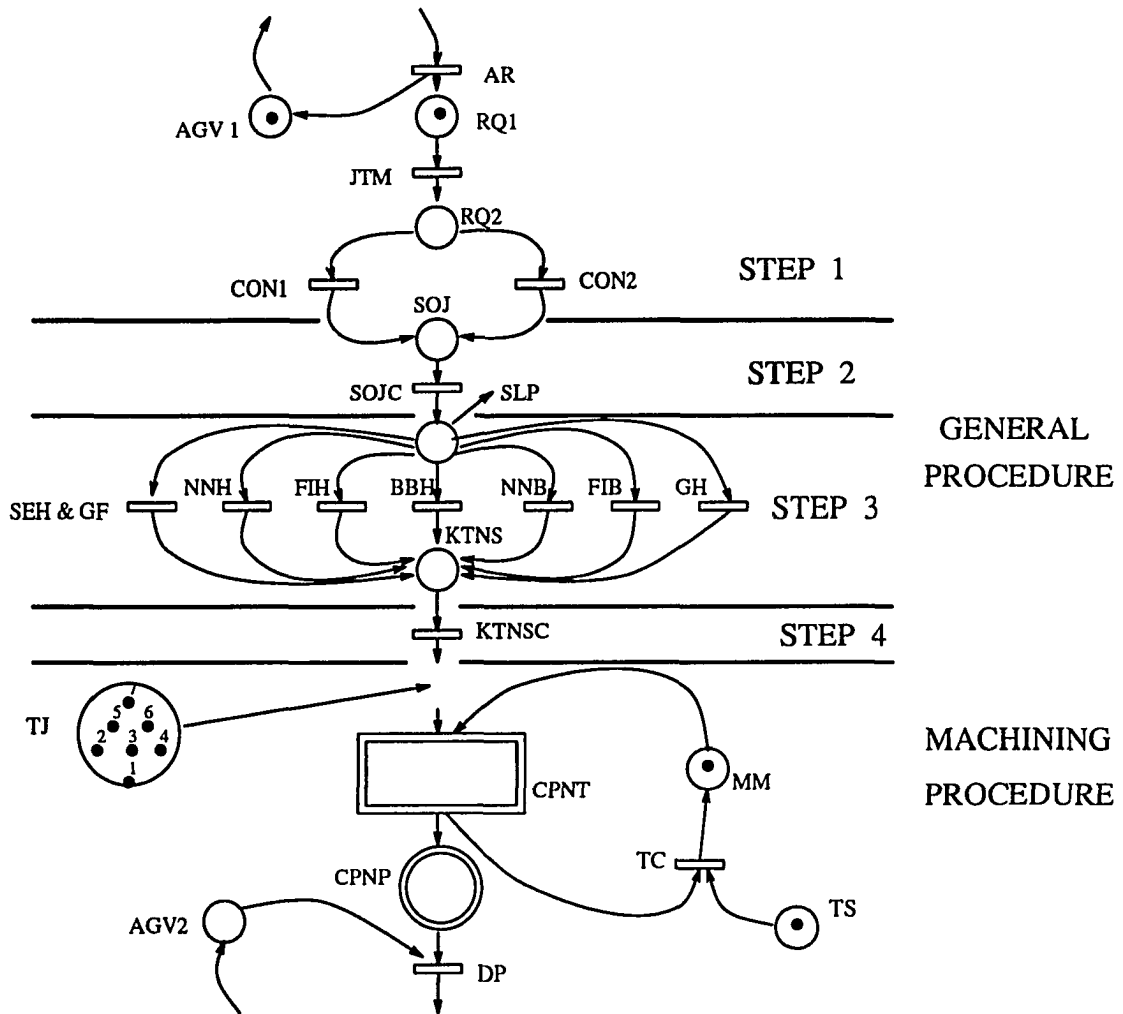 AR
AGV 1
RQ1
JTM
RQ2
STEP 1
CON1
CON2
SOJ
STEP 2
SOJC
SLP
GENERAL
PROCEDURE
SEH & GF
NNH
FIH
BBH
NNB
FIB
GH
STEP 3
KTNS
KTNSC
STEP 4
TJ
7
5 6
2 3 4
1
CPNT
MM
MACHINING
PROCEDURE
TC
CPNP
TS
AGV2
DP